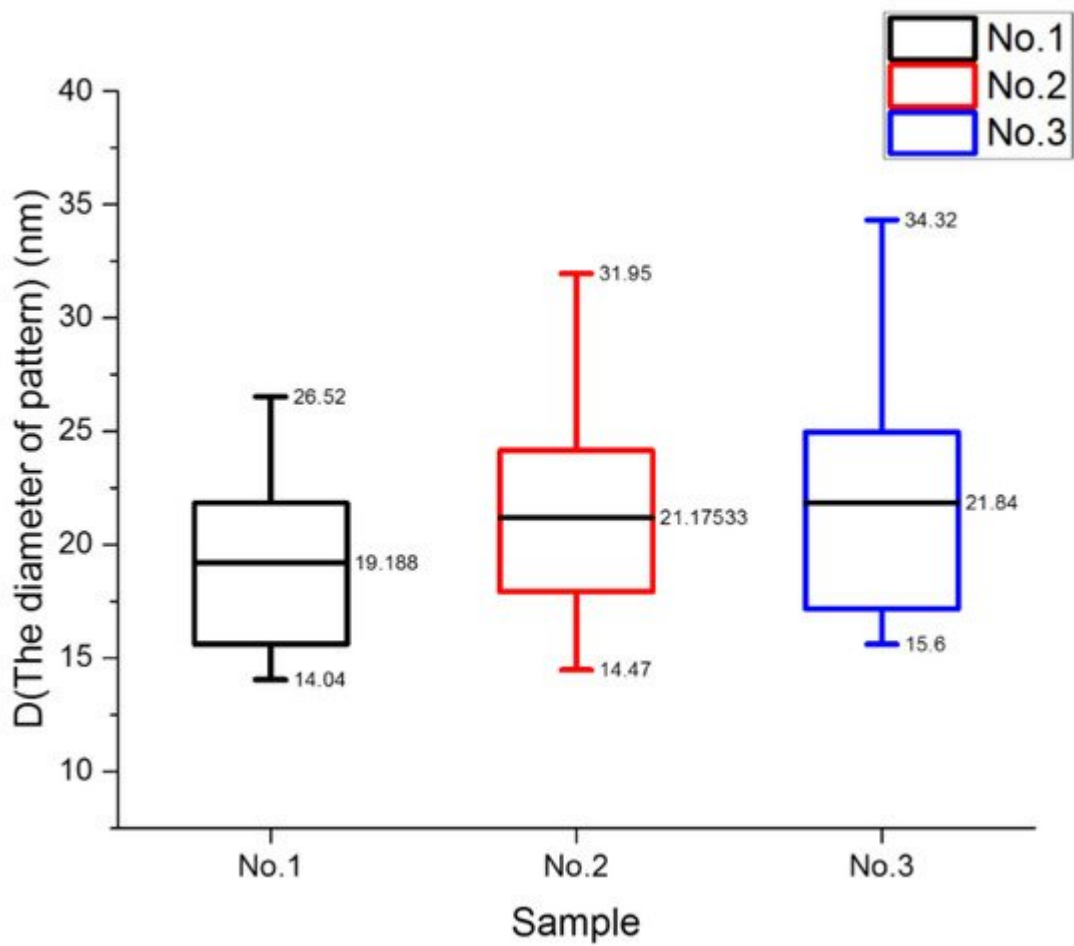 No.1
No.2
No.3
40
35
30
25
20
15
10
D(The diameter of pattern) (nm)
26.52
19.188
14.04
31.95
21.17533
14.47
34.32
21.84
15.6
No.1
No.2
No.3
Sample